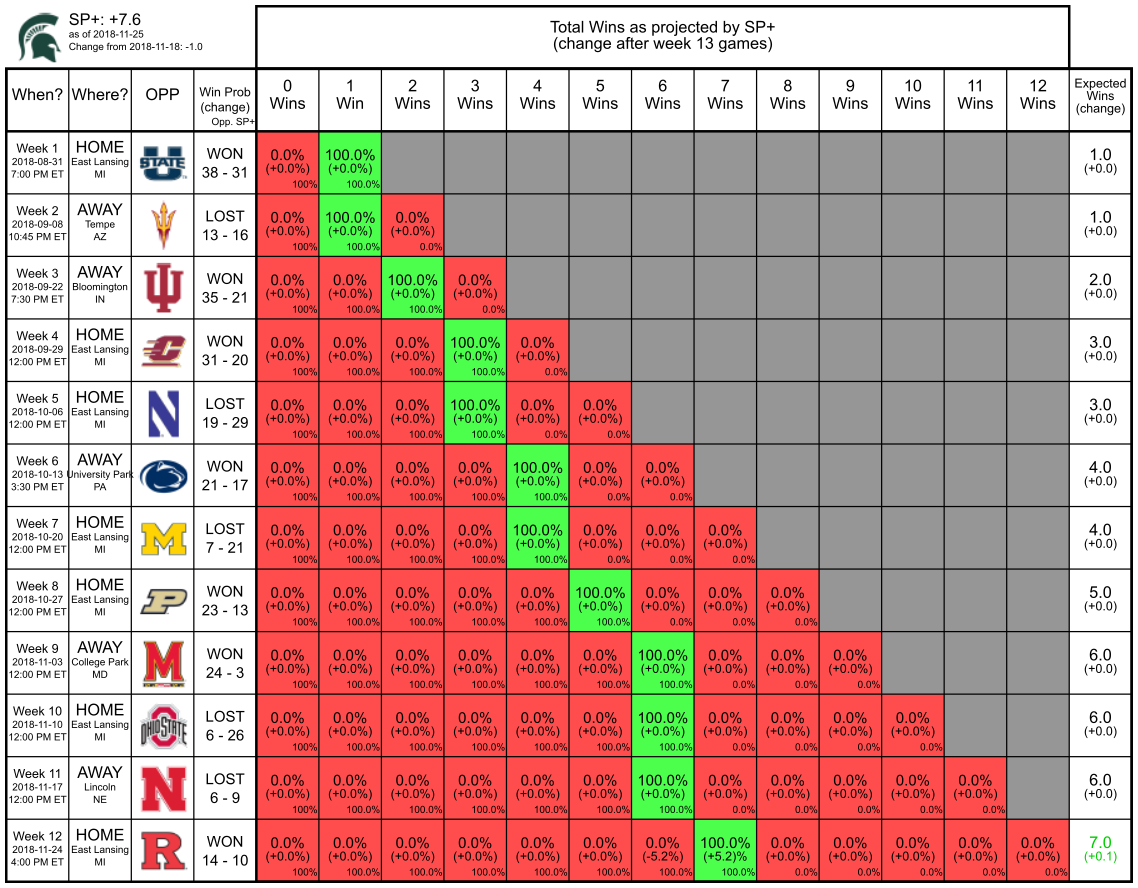 SP+: +7.6
as of 2018-11-25
Change from 2018-11-18: -1.0
Total Wins as projected by SP+
(change after week 13 games)
When? Where? OPP Win Prob (change) Opp. SP+
0 Wins 1 Win 2 Wins 3 Wins 4 Wins 5 Wins 6 Wins 7 Wins 8 Wins 9 Wins 10 Wins 11 Wins 12 Wins Expected Wins (change)
Week 1 HOME WON 0.0% 100.0% 1.0
2018-08-31 East Lansing U STATE (+0.0%) (+0.0%) (+0.0)
7:00 PM ET MI 38 - 31 100% 100.0%
Week 2 AWAY LOST 0.0% 100.0% 0.0% 1.0
2018-09-08 Tempe (+0.0%) (+0.0%) (+0.0%) (+0.0)
10:45 PM ET AZ 13 - 16 100% 100.0% 0.0%
Week 3 AWAY WON 0.0% 0.0% 100.0% 0.0% 2.0
2018-09-22 Bloomington (+0.0%) (+0.0%) (+0.0%) (+0.0%) (+0.0)
7:30 PM ET IN 35 - 21 100% 100.0% 100.0% 0.0%
Week 4 HOME WON 0.0% 0.0% 0.0% 100.0% 0.0% 3.0
2018-09-29 East Lansing C (+0.0%) (+0.0%) (+0.0%) (+0.0%) (+0.0%) (+0.0)
12:00 PM ET MI 31 - 20 100% 100.0% 100.0% 100.0% 0.0%
Week 5 HOME LOST 0.0% 0.0% 0.0% 100.0% 0.0% 0.0% 3.0
2018-10-06 East Lansing N (+0.0%) (+0.0%) (+0.0%) (+0.0%) (+0.0%) (+0.0%) (+0.0)
12:00 PM ET MI 19 - 29 100% 100.0% 100.0% 100.0% 0.0% 0.0%
Week 6 AWAY WON 0.0% 0.0% 0.0% 0.0% 100.0% 0.0% 0.0% 4.0
2018-10-13 University Park (+0.0%) (+0.0%) (+0.0%) (+0.0%) (+0.0%) (+0.0%) (+0.0%) (+0.0)
3:30 PM ET PA 21 - 17 100% 100.0% 100.0% 100.0% 100.0% 0.0% 0.0%
Week 7 HOME LOST 0.0% 0.0% 0.0% 0.0% 100.0% 0.0% 0.0% 0.0% 4.0
2018-10-20 East Lansing M (+0.0%) (+0.0%) (+0.0%) (+0.0%) (+0.0%) (+0.0%) (+0.0%) (+0.0%) (+0.0)
12:00 PM ET MI 7 - 21 100% 100.0% 100.0% 100.0% 100.0% 0.0% 0.0% 0.0%
Week 8 HOME WON 0.0% 0.0% 0.0% 0.0% 0.0% 100.0% 0.0% 0.0% 0.0% 5.0
2018-10-27 East Lansing P (+0.0%) (+0.0%) (+0.0%) (+0.0%) (+0.0%) (+0.0%) (+0.0%) (+0.0%) (+0.0%) (+0.0)
12:00 PM ET MI 23 - 13 100% 100.0% 100.0% 100.0% 100.0% 100.0% 0.0% 0.0% 0.0%
Week 9 AWAY WON 0.0% 0.0% 0.0% 0.0% 0.0% 0.0% 100.0% 0.0% 0.0% 0.0% 6.0
2018-11-03 College Park M (+0.0%) (+0.0%) (+0.0%) (+0.0%) (+0.0%) (+0.0%) (+0.0%) (+0.0%) (+0.0%) (+0.0%) (+0.0)
12:00 PM ET MD 24 - 3 100% 100.0% 100.0% 100.0% 100.0% 100.0% 100.0% 0.0% 0.0% 0.0%
Week 10 HOME LOST 0.0% 0.0% 0.0% 0.0% 0.0% 0.0% 100.0% 0.0% 0.0% 0.0% 0.0% 6.0
2018-11-10 East Lansing OHIO STATE (+0.0%) (+0.0%) (+0.0%) (+0.0%) (+0.0%) (+0.0%) (+0.0%) (+0.0%) (+0.0%) (+0.0%) (+0.0%) (+0.0)
12:00 PM ET MI 6 - 26 100% 100.0% 100.0% 100.0% 100.0% 100.0% 100.0% 0.0% 0.0% 0.0% 0.0%
Week 11 AWAY LOST 0.0% 0.0% 0.0% 0.0% 0.0% 0.0% 100.0% 0.0% 0.0% 0.0% 0.0% 0.0% 6.0
2018-11-17 Lincoln N (+0.0%) (+0.0%) (+0.0%) (+0.0%) (+0.0%) (+0.0%) (+0.0%) (+0.0%) (+0.0%) (+0.0%) (+0.0%) (+0.0%) (+0.0)
12:00 PM ET NE 6 - 9 100% 100.0% 100.0% 100.0% 100.0% 100.0% 100.0% 0.0% 0.0% 0.0% 0.0% 0.0%
Week 12 HOME WON 0.0% 0.0% 0.0% 0.0% 0.0% 0.0% 0.0% 100.0% 0.0% 0.0% 0.0% 0.0% 0.0% 7.0
2018-11-24 East Lansing R (+0.0%) (+0.0%) (+0.0%) (+0.0%) (+0.0%) (+0.0%) (-5.2%) (+5.2)% (+0.0%) (+0.0%) (+0.0%) (+0.0%) (+0.0%) (+0.1)
4:00 PM ET MI 14 - 10 100% 100.0% 100.0% 100.0% 100.0% 100.0% 100.0% 100.0% 0.0% 0.0% 0.0% 0.0% 0.0%